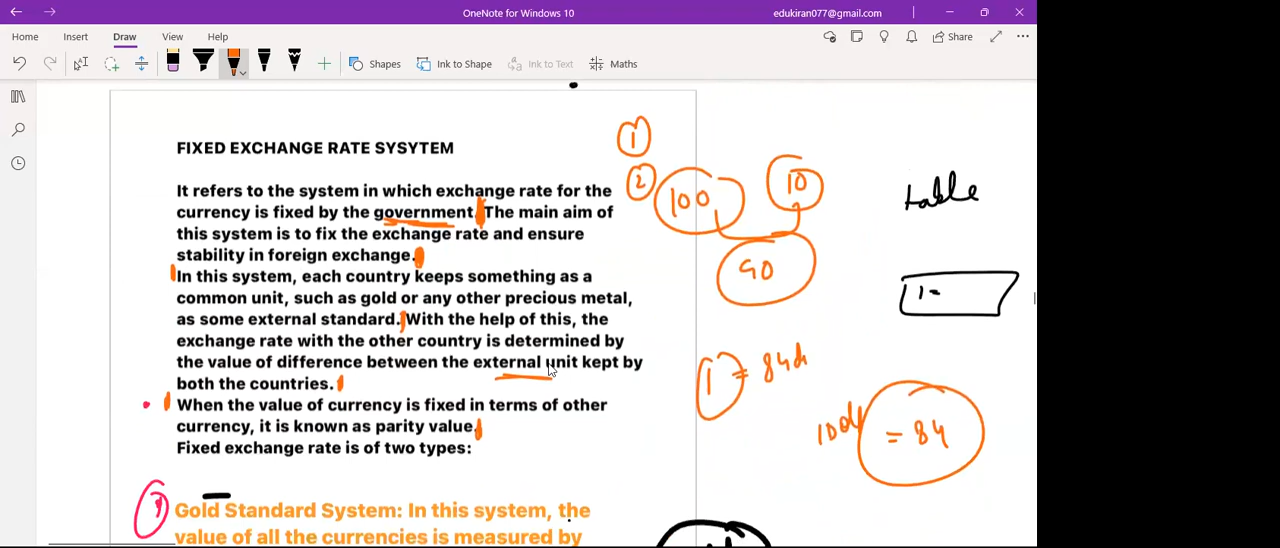 OneNote for Windows 10
edukiran077@gmail.com
Home Insert Draw View Help
Share
Shapes
Ink to Shape
Ink to Text
Maths
FIXED EXCHANGE RATE SYSYTEM
It refers to the system in which exchange rate for the
currency is fixed by the government. The main aim of
this system is to fix the exchange rate and ensure
stability in foreign exchange.
In this system, each country keeps something as a
common unit, such as gold or any other precious metal,
as some external standard. With the help of this, the
exchange rate with the other country is determined by
the value of difference between the external unit kept by
both the countries.
When the value of currency is fixed in terms of other
currency, it is known as parity value.
Fixed exchange rate is of two types:
Gold Standard System: In this system, the
value of all the currencies is measured by
1
2
100
10
90
table
1=
1 = 84
= 84